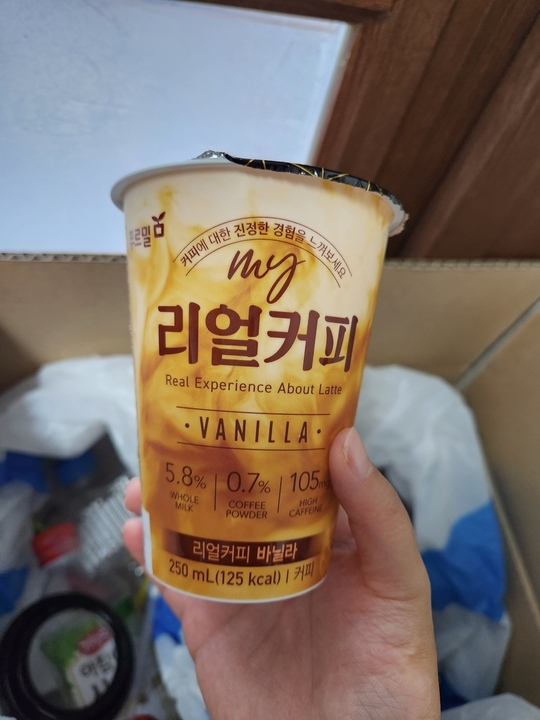 푸르밀
커피에 대한 진정한 경험을 느껴보세요
my
리얼커피
Real Experience About Latte
VANILLA
5.8% 0.7% 105mg
WHOLE MILK COFFEE POWDER HIGH CAFFEINE
리얼커피 바닐라
250 mL(125 kcal) | 커피